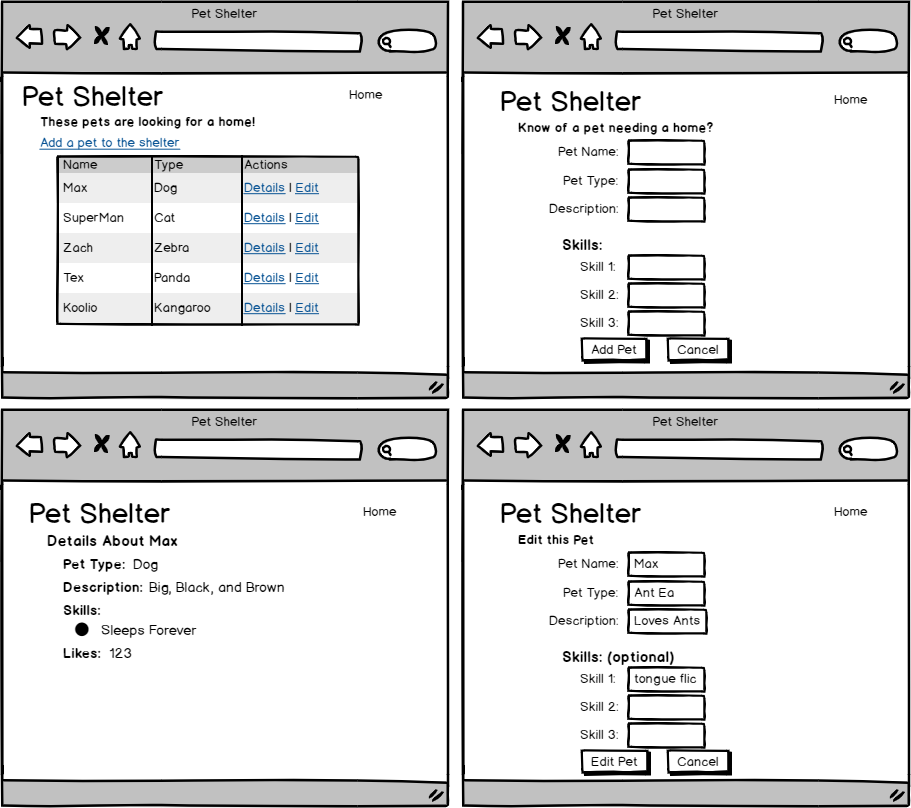 Pet Shelter
Pet Shelter
Home
These pets are looking for a home!
Add a pet to the shelter
Name Type Actions
Max Dog Details | Edit
SuperMan Cat Details | Edit
Zach Zebra Details | Edit
Tex Panda Details | Edit
Koolio Kangaroo Details | Edit
Pet Shelter
Pet Shelter
Home
Know of a pet needing a home?
Pet Name:
Pet Type:
Description:
Skills:
Skill 1:
Skill 2:
Skill 3:
Add Pet Cancel
Pet Shelter
Pet Shelter
Home
Details About Max
Pet Type: Dog
Description: Big, Black, and Brown
Skills:
Sleeps Forever
Likes: 123
Pet Shelter
Pet Shelter
Home
Edit this Pet
Pet Name: Max
Pet Type: Ant Ea
Description: Loves Ants
Skills: (optional)
Skill 1: tongue flic
Skill 2:
Skill 3:
Edit Pet Cancel